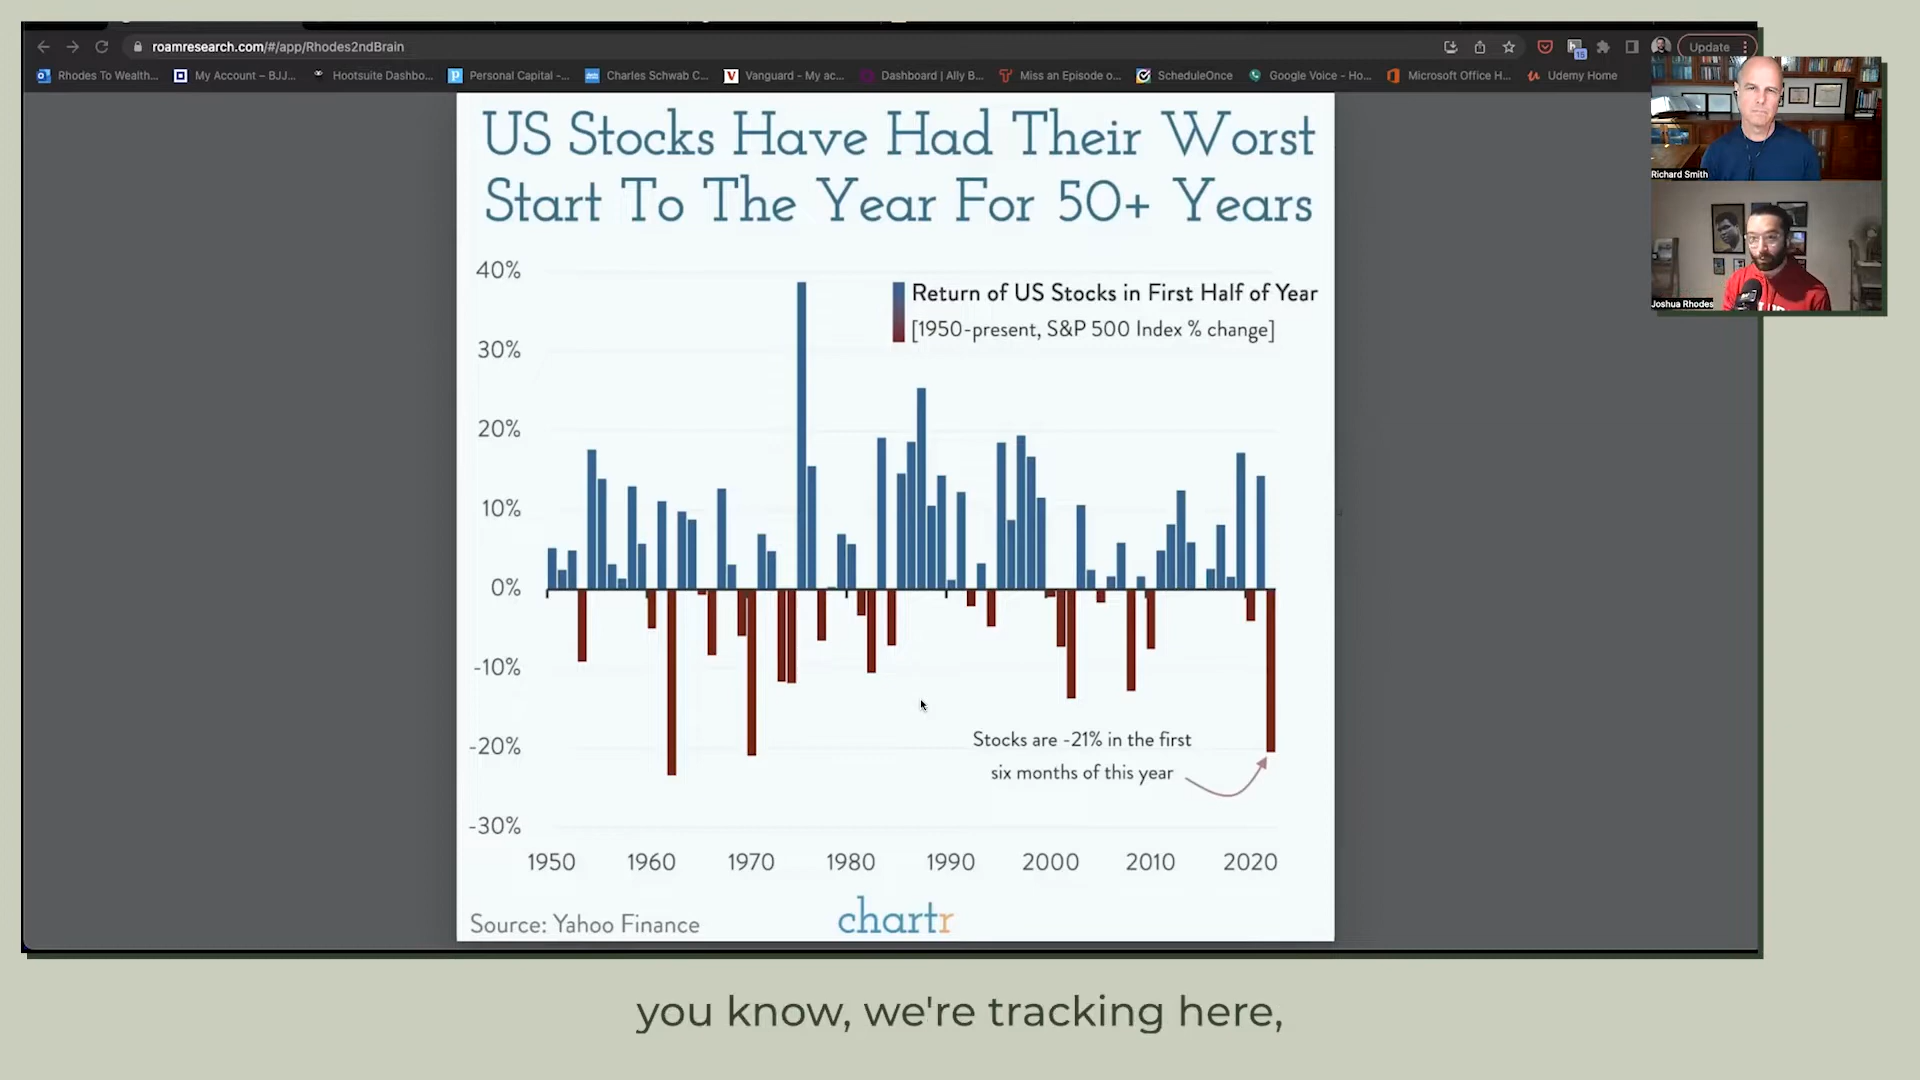 roamresearch.com/#/app/Rhodes2ndBrain
Update
Rhodes To Wealth...
My Account – BJJ...
Hootsuite Dashbo...
Personal Capital -...
Charles Schwab C...
Vanguard - My ac...
Dashboard | Ally B...
Miss an Episode o...
ScheduleOnce
Google Voice - Ho...
Microsoft Office H...
Udemy Home
15
Richard Smith
Joshua Rhodes
US Stocks Have Had Their Worst
Start To The Year For 50+ Years
Return of US Stocks in First Half of Year
[1950-present, S&P 500 Index % change]
40%
30%
20%
10%
0%
-10%
-20%
-30%
Stocks are -21% in the first
six months of this year
1950 1960 1970 1980 1990 2000 2010 2020
Source: Yahoo Finance
chartr
you know, we're tracking here,